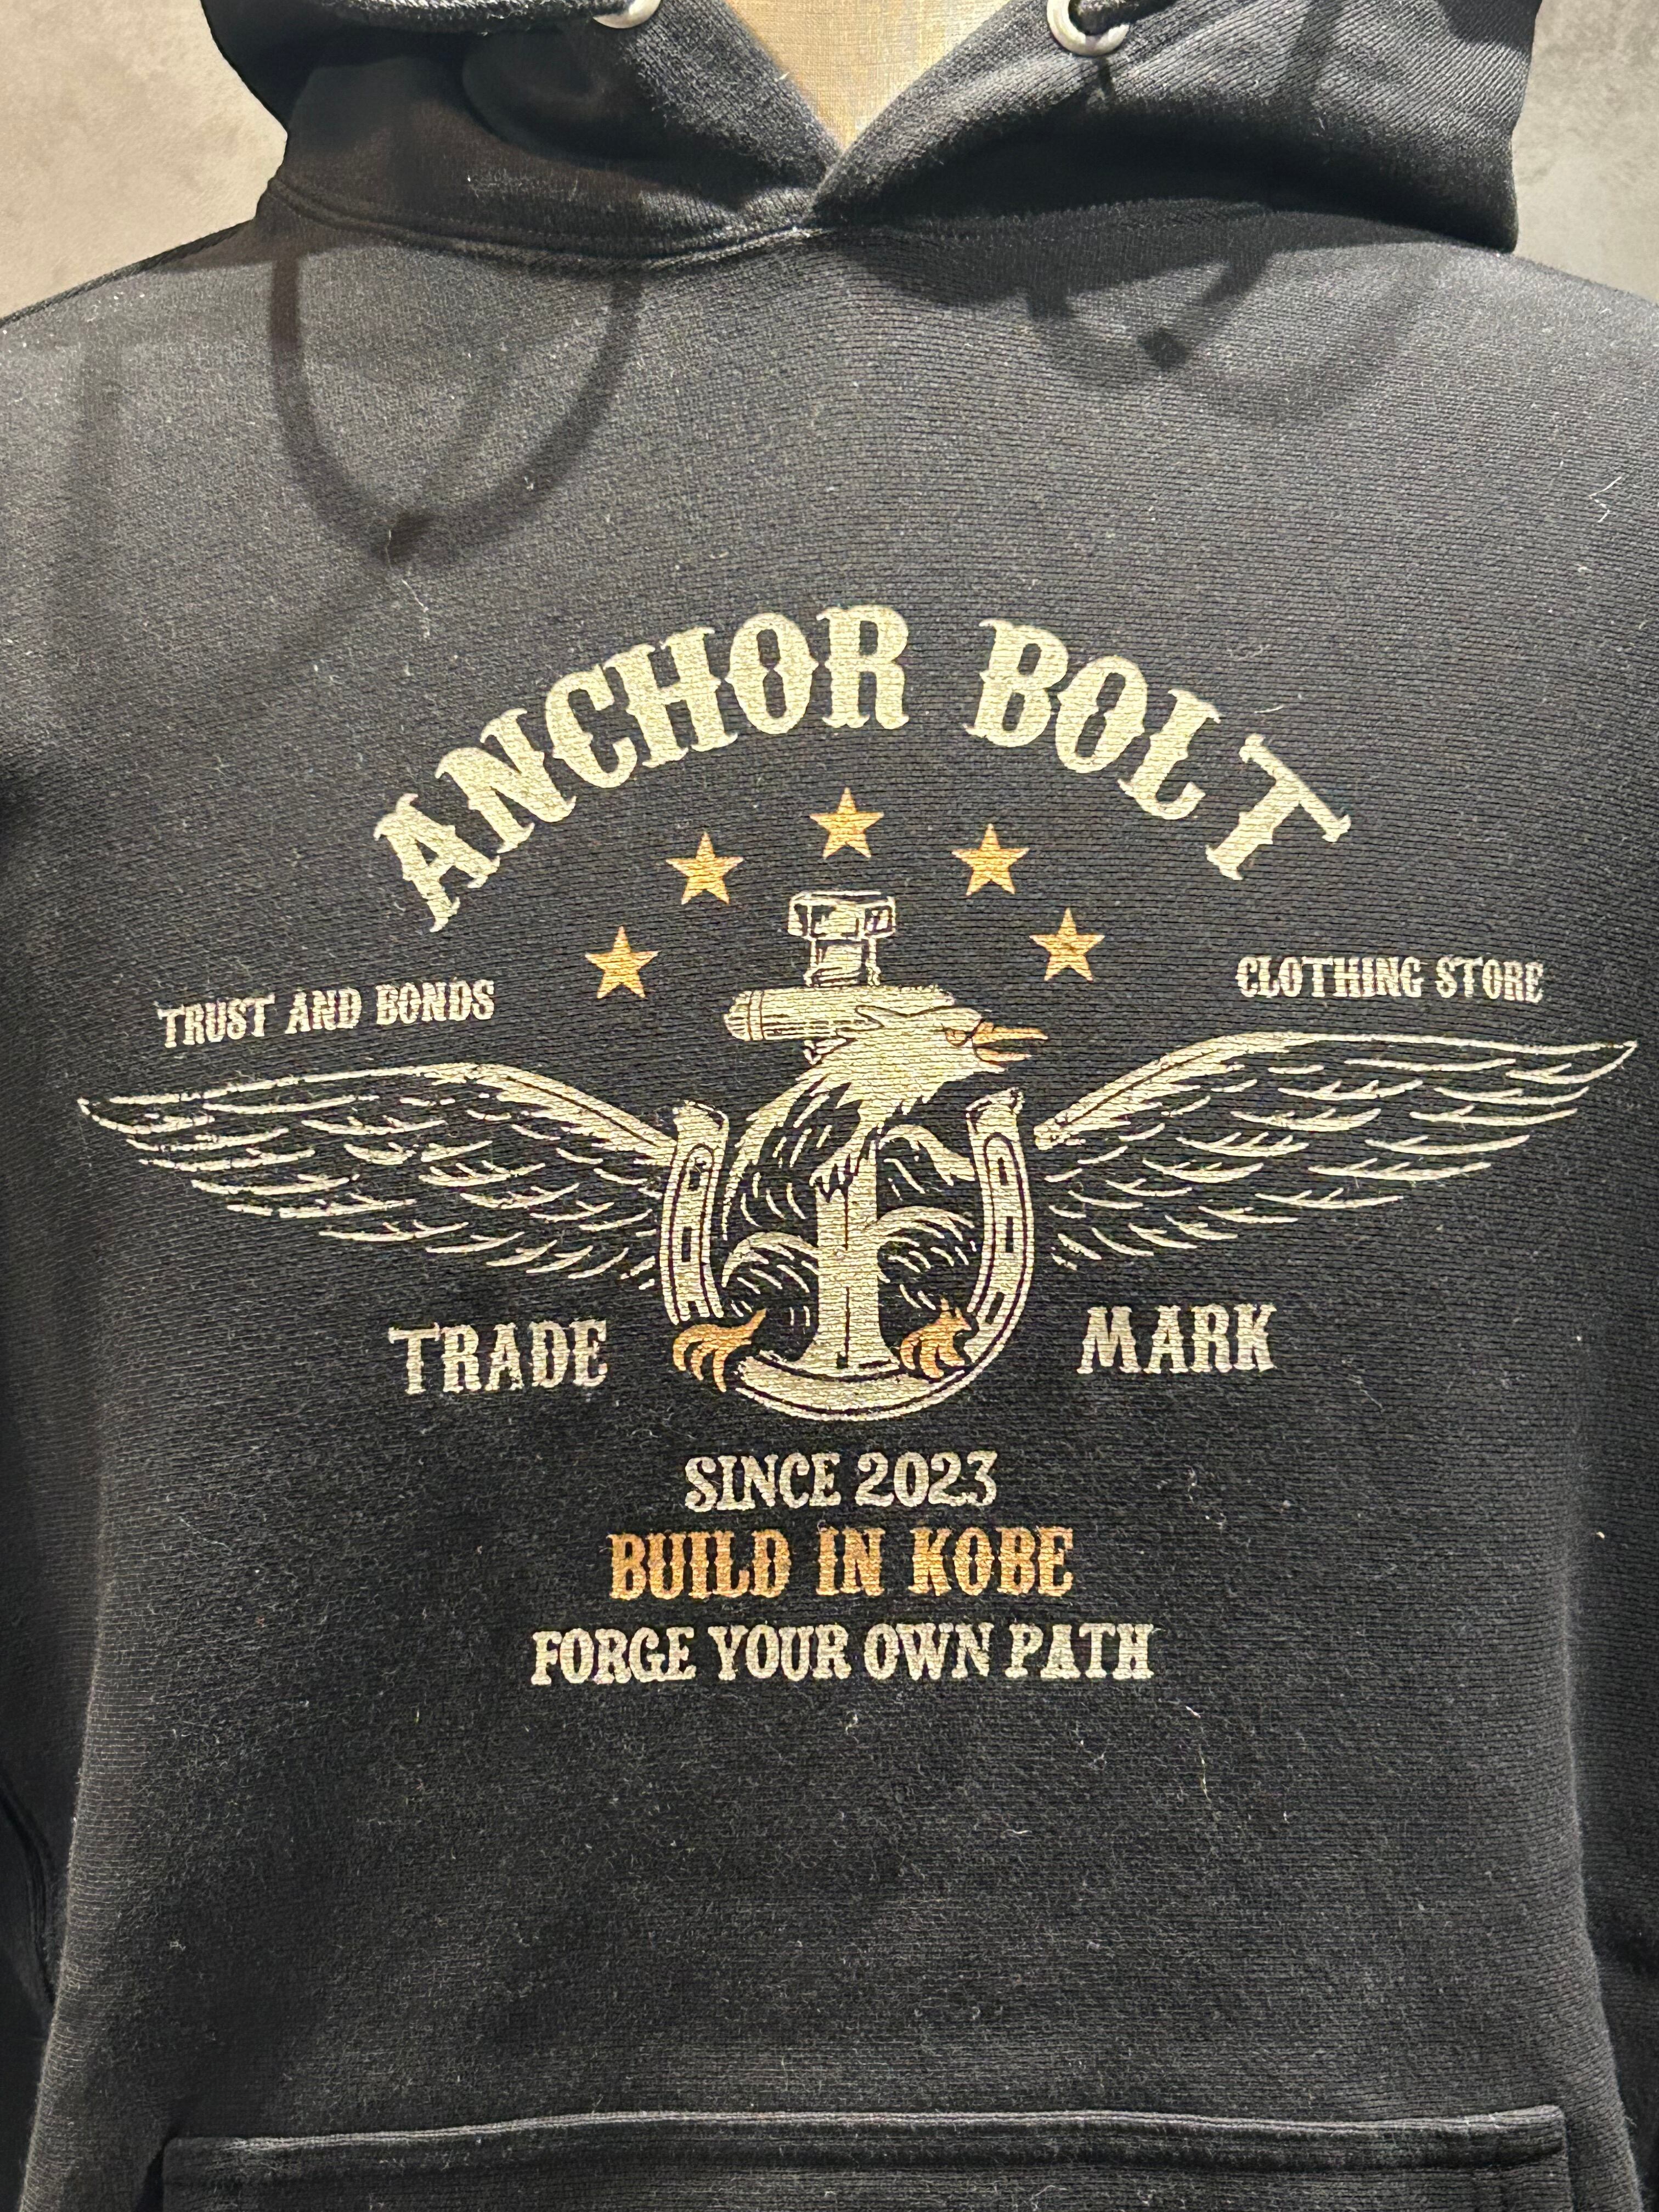 ANCHOR BOLT
TRUST AND BONDS
CLOTHING STORE
TRADE MARK
SINCE 2023
BUILD IN KOBE
FORGE YOUR OWN PATH